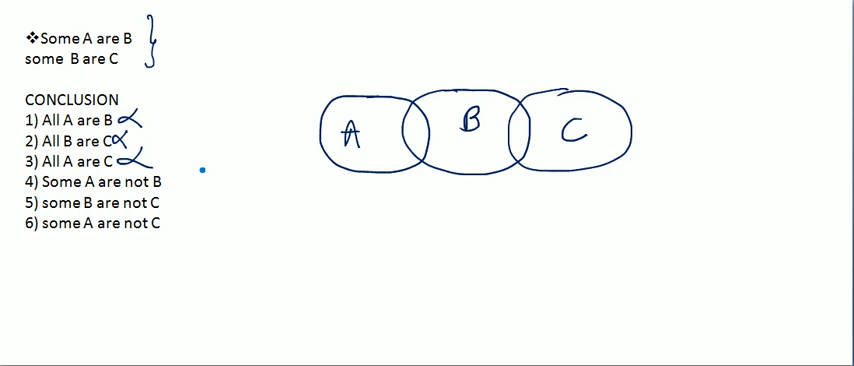 ❖Some A are B
some B are C
CONCLUSION
1) All A are B
2) All B are C
3) All A are C
4) Some A are not B
5) some B are not C
6) some A are not C
A B C